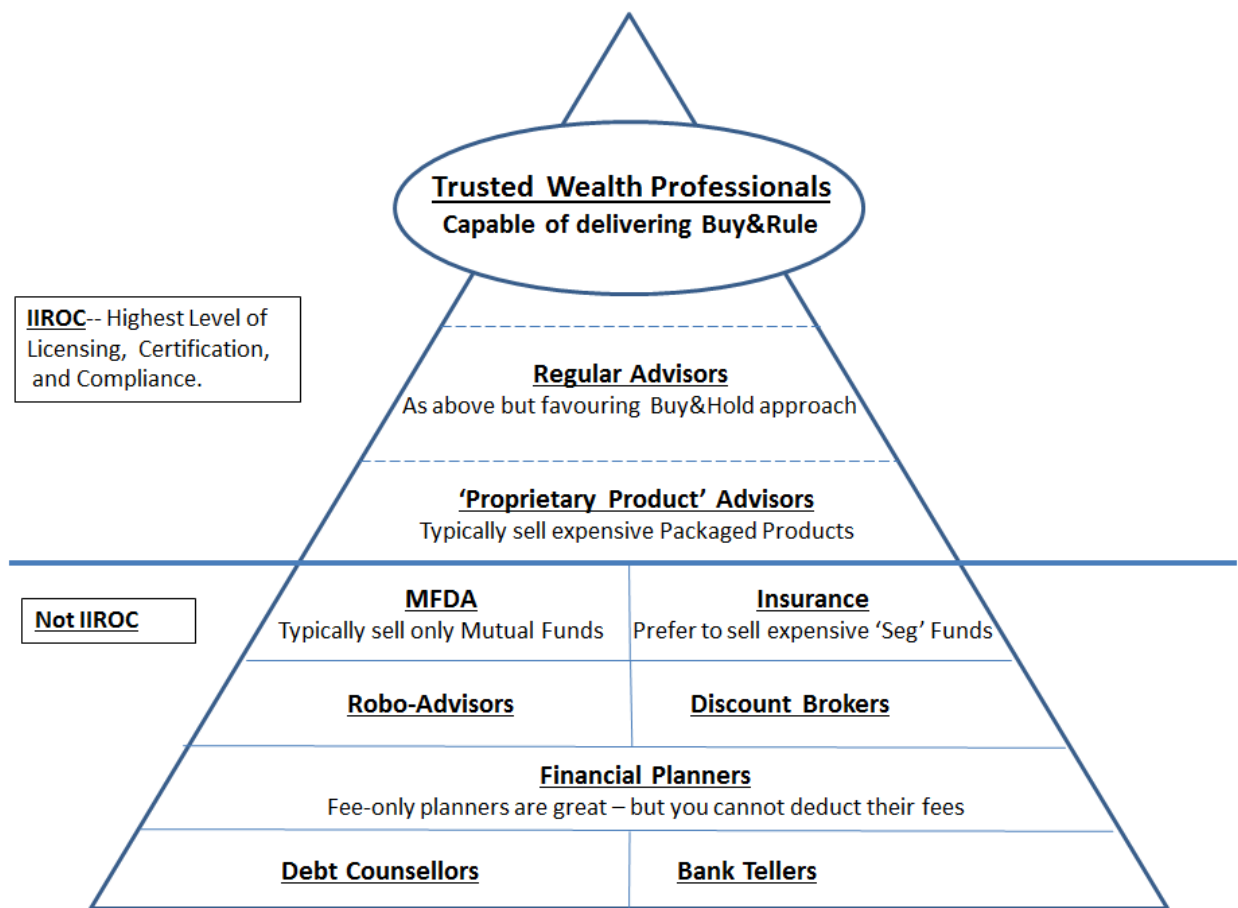 Trusted Wealth Professionals
Capable of delivering Buy&Rule
IIROC-- Highest Level of
Licensing, Certification,
and Compliance.
Regular Advisors
As above but favouring Buy&Hold approach
‘Proprietary Product’ Advisors
Typically sell expensive Packaged Products
Not IIROC
MFDA
Typically sell only Mutual Funds
Insurance
Prefer to sell expensive ‘Seg’ Funds
Robo-Advisors
Discount Brokers
Financial Planners
Fee-only planners are great – but you cannot deduct their fees
Debt Counsellors
Bank Tellers